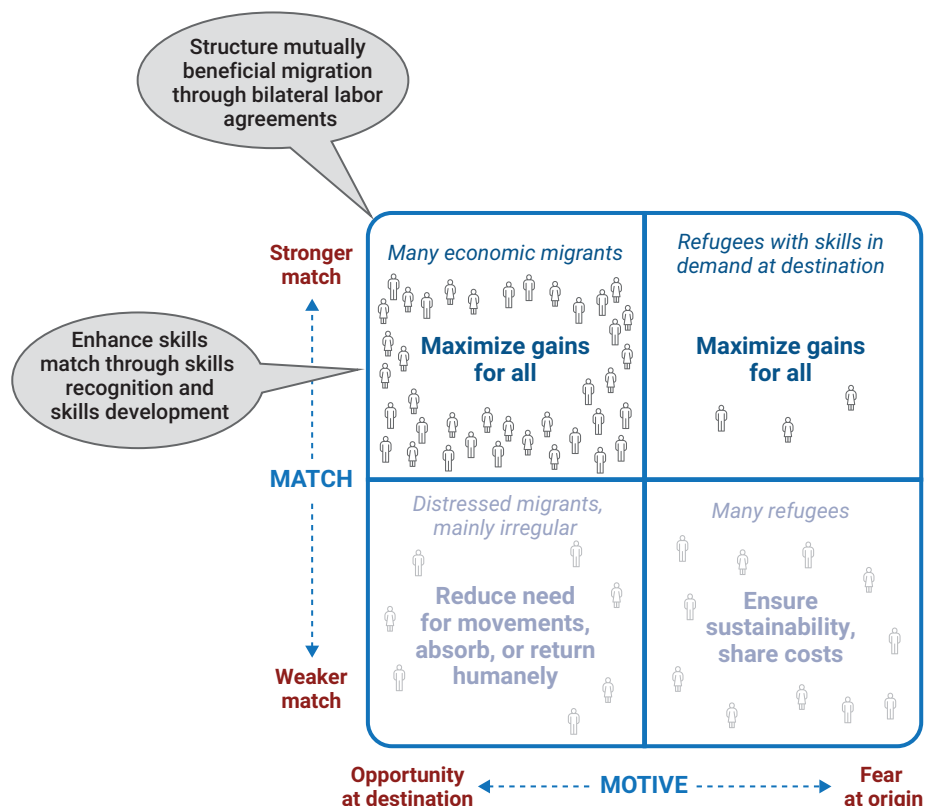 Structure mutually
beneficial migration
through bilateral labor
agreements
Stronger
match
Many economic migrants
Maximize gains
for all
Refugees with skills in
demand at destination
Maximize gains
for all
Enhance skills
match through skills
recognition and
skills development
MATCH
Distressed migrants,
mainly irregular
Reduce need
for movements,
absorb, or return
humanely
Many refugees
Ensure
sustainability,
share costs
Weaker
match
Opportunity
at destination
MOTIVE
Fear
at origin